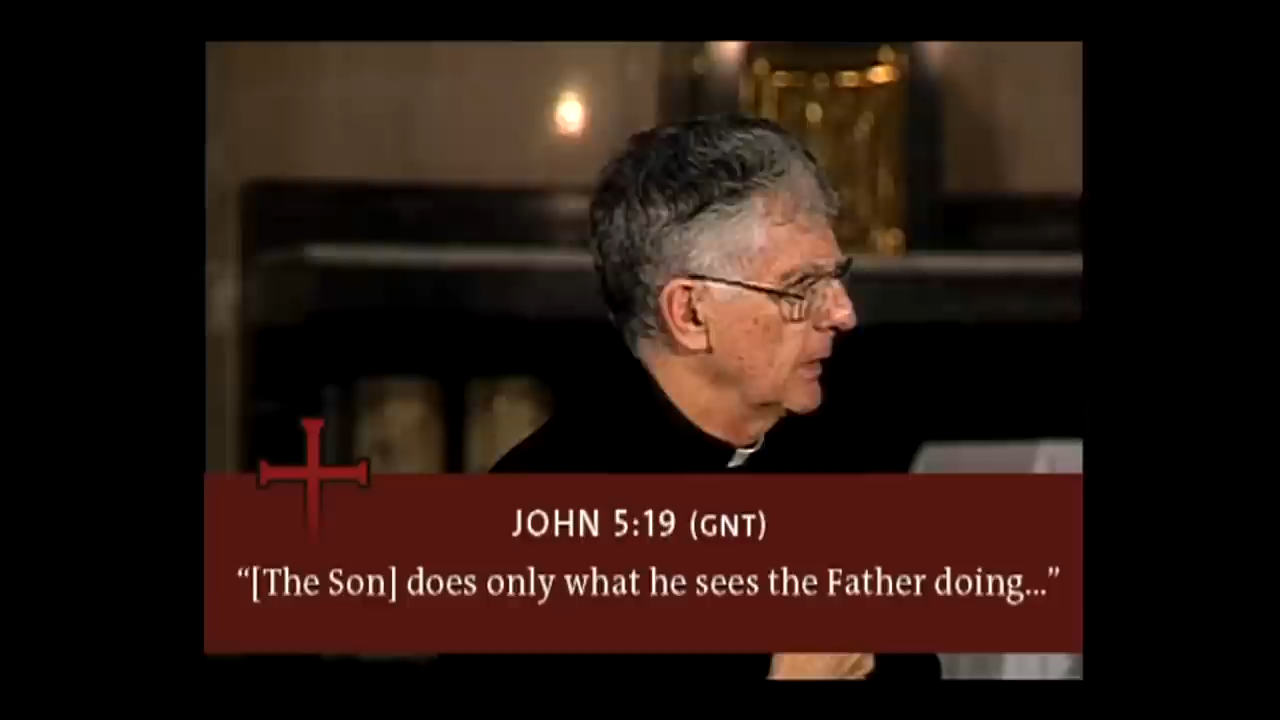 JOHN 5:19 (GNT)
“[The Son] does only what he sees the Father doing...”